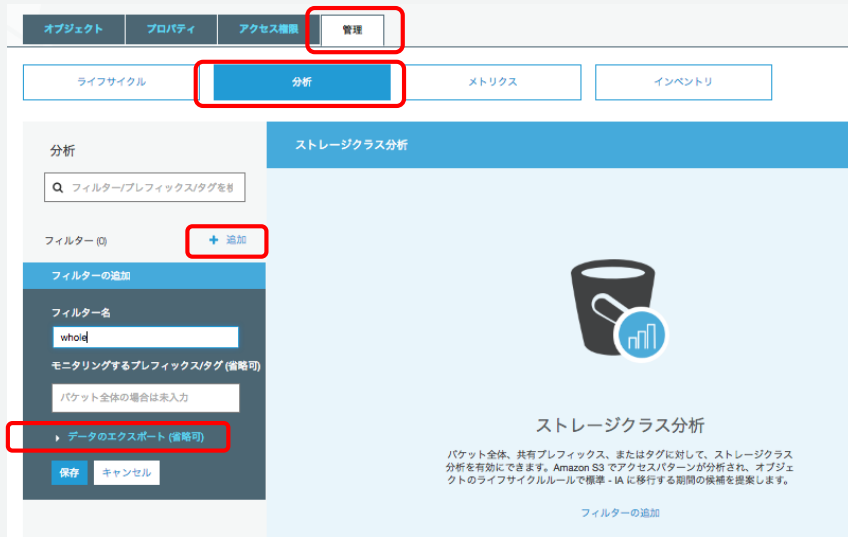 オブジェクト プロパティ アクセス権限 管理
ライフサイクル 分析 メトリクス インベントリ
分析
フィルター/プレフィックス/タグを
フィルター (0) + 追加
フィルターの追加
フィルター名
whole
モニタリングするプレフィックス/タグ (省略可)
バケット全体の場合は未入力
データのエクスポート (省略可)
保存 キャンセル
ストレージクラス分析
ストレージクラス分析
バケット全体、共有プレフィックス、またはタグに対して、ストレージクラス
分析を有効にできます。Amazon S3 でアクセスパターンが分析され、オブジェ
クトのライフサイクルルールで標準 - IA に移行する期間の候補を提案します。
フィルターの追加